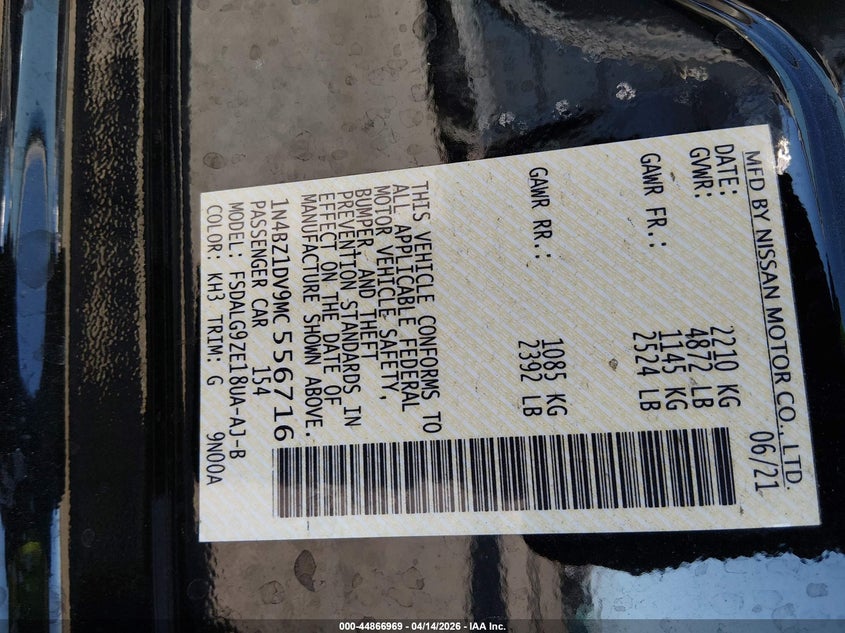 MFD BY NISSAN MOTOR CO., LTD.
DATE: 06/21
GVWR: 2210 KG
4872 LB
GAWR FR.: 1145 KG
2524 LB
GAWR RR.: 1085 KG
2392 LB
THIS VEHICLE CONFORMS TO
ALL APPLICABLE FEDERAL
MOTOR VEHICLE SAFETY,
BUMPER, AND THEFT
PREVENTION STANDARDS IN
EFFECT ON THE DATE OF
MANUFACTURE SHOWN ABOVE.
1N4BZ1DV9MC556716
PASSENGER CAR 154
MODEL: FSDALG9ZE18UA-AJ-B
COLOR: KH3 TRIM: G 9N00A
000-44866969 - 04/14/2026 - IAA Inc.